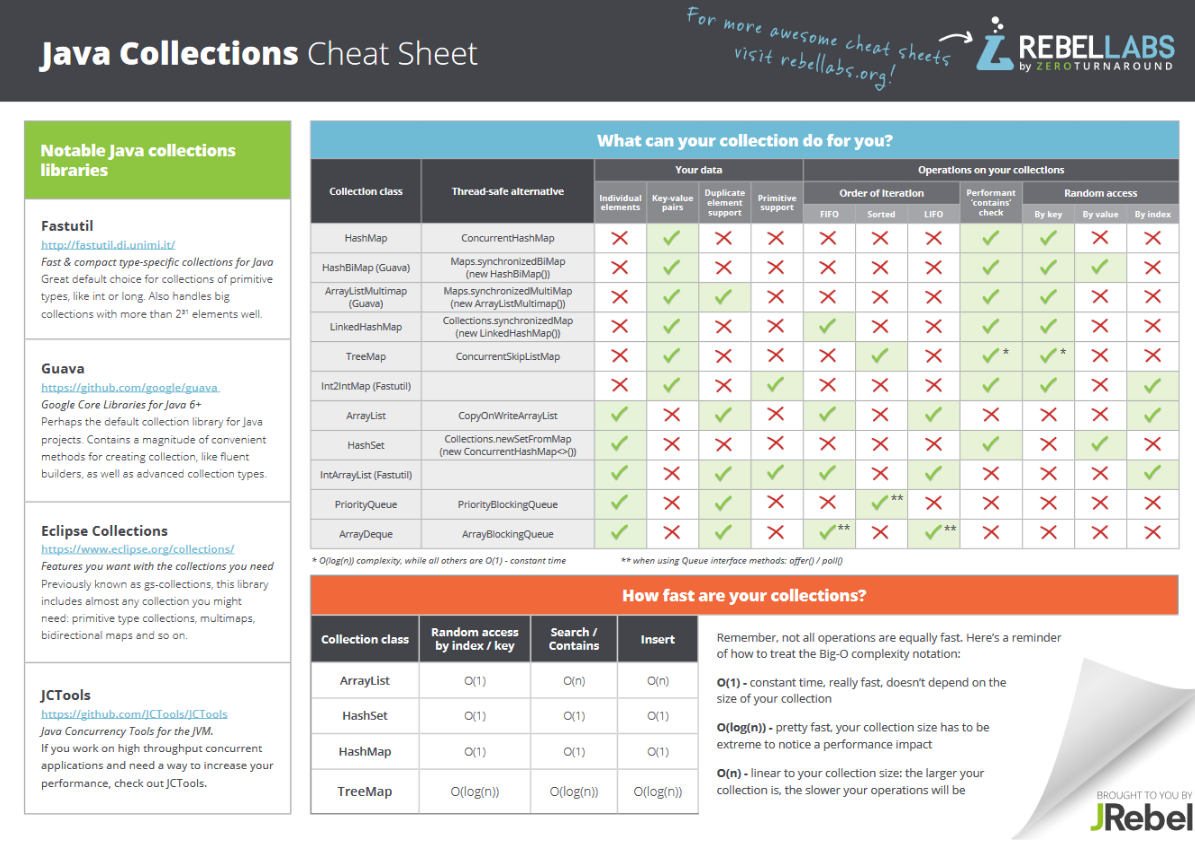 Java Collections Cheat Sheet
For more awesome cheat sheets
visit rebellabs.org!
REBELLABS
by ZEROTURNAROUND
Notable Java collections
libraries
Fastutil
http://fastutil.di.unimi.it/
Fast & compact type-specific collections for Java
Great default choice for collections of primitive
types, like int or long. Also handles big
collections with more than 2³¹ elements well.
Guava
https://github.com/google/guava
Google Core Libraries for Java 6+
Perhaps the default collection library for Java
projects. Contains a magnitude of convenient
methods for creating collection, like fluent
builders, as well as advanced collection types.
Eclipse Collections
https://www.eclipse.org/collections/
Features you want with the collections you need
Previously known as gs-collections, this library
includes almost any collection you might
need: primitive type collections, multimaps,
bidirectional maps and so on.
JCTools
https://github.com/JCTools/JCTools
Java Concurrency Tools for the JVM.
If you work on high throughput concurrent
applications and need a way to increase your
performance, check out JCTools.
What can your collection do for you?
Collection class Thread-safe alternative Your data Operations on your collections
Individual elements Key-value pairs Duplicate element support Primitive support Order of Iteration Performant 'contains' check Random access
FIFO Sorted LIFO By key By value By index
HashMap ConcurrentHashMap ✗ ✓ ✗ ✗ ✗ ✗ ✗ ✓ ✓ ✗ ✗
HashBiMap (Guava) Maps.synchronizedBiMap (new HashBiMap()) ✗ ✓ ✗ ✗ ✗ ✗ ✗ ✓ ✓ ✓ ✗
ArrayListMultimap (Guava) Maps.synchronizedMultiMap (new ArrayListMultimap()) ✗ ✓ ✓ ✗ ✗ ✗ ✗ ✓ ✓ ✗ ✗
LinkedHashMap Collections.synchronizedMap (new LinkedHashMap()) ✗ ✓ ✗ ✗ ✓ ✗ ✗ ✓ ✓ ✗ ✗
TreeMap ConcurrentSkipListMap ✗ ✓ ✗ ✗ ✗ ✓ ✗ ✓* ✓* ✗ ✗
Int2IntMap (Fastutil) ✗ ✓ ✗ ✓ ✗ ✗ ✗ ✓ ✓ ✗ ✓
ArrayList CopyOnWriteArrayList ✓ ✗ ✓ ✗ ✓ ✗ ✓ ✗ ✗ ✗ ✓
HashSet Collections.newSetFromMap (new ConcurrentHashMap<>()) ✓ ✗ ✗ ✗ ✗ ✗ ✗ ✓ ✗ ✓ ✗
IntArrayList (Fastutil) ✓ ✗ ✓ ✓ ✓ ✗ ✓ ✗ ✗ ✗ ✓
PriorityQueue PriorityBlockingQueue ✓ ✗ ✓ ✗ ✗ ✓** ✗ ✗ ✗ ✗ ✗
ArrayDeque ArrayBlockingQueue ✓ ✗ ✓ ✗ ✓** ✗ ✓** ✗ ✗ ✗ ✗
* O(log(n)) complexity, while all others are O(1) - constant time
** when using Queue interface methods: offer() / poll()
How fast are your collections?
Collection class Random access by index / key Search / Contains Insert
ArrayList O(1) O(n) O(n)
HashSet O(1) O(1) O(1)
HashMap O(1) O(1) O(1)
TreeMap O(log(n)) O(log(n)) O(log(n))
Remember, not all operations are equally fast. Here's a reminder
of how to treat the Big-O complexity notation:
O(1) - constant time, really fast, doesn't depend on the
size of your collection
O(log(n)) - pretty fast, your collection size has to be
extreme to notice a performance impact
O(n) - linear to your collection size: the larger your
collection is, the slower your operations will be
BROUGHT TO YOU BY
JRebel